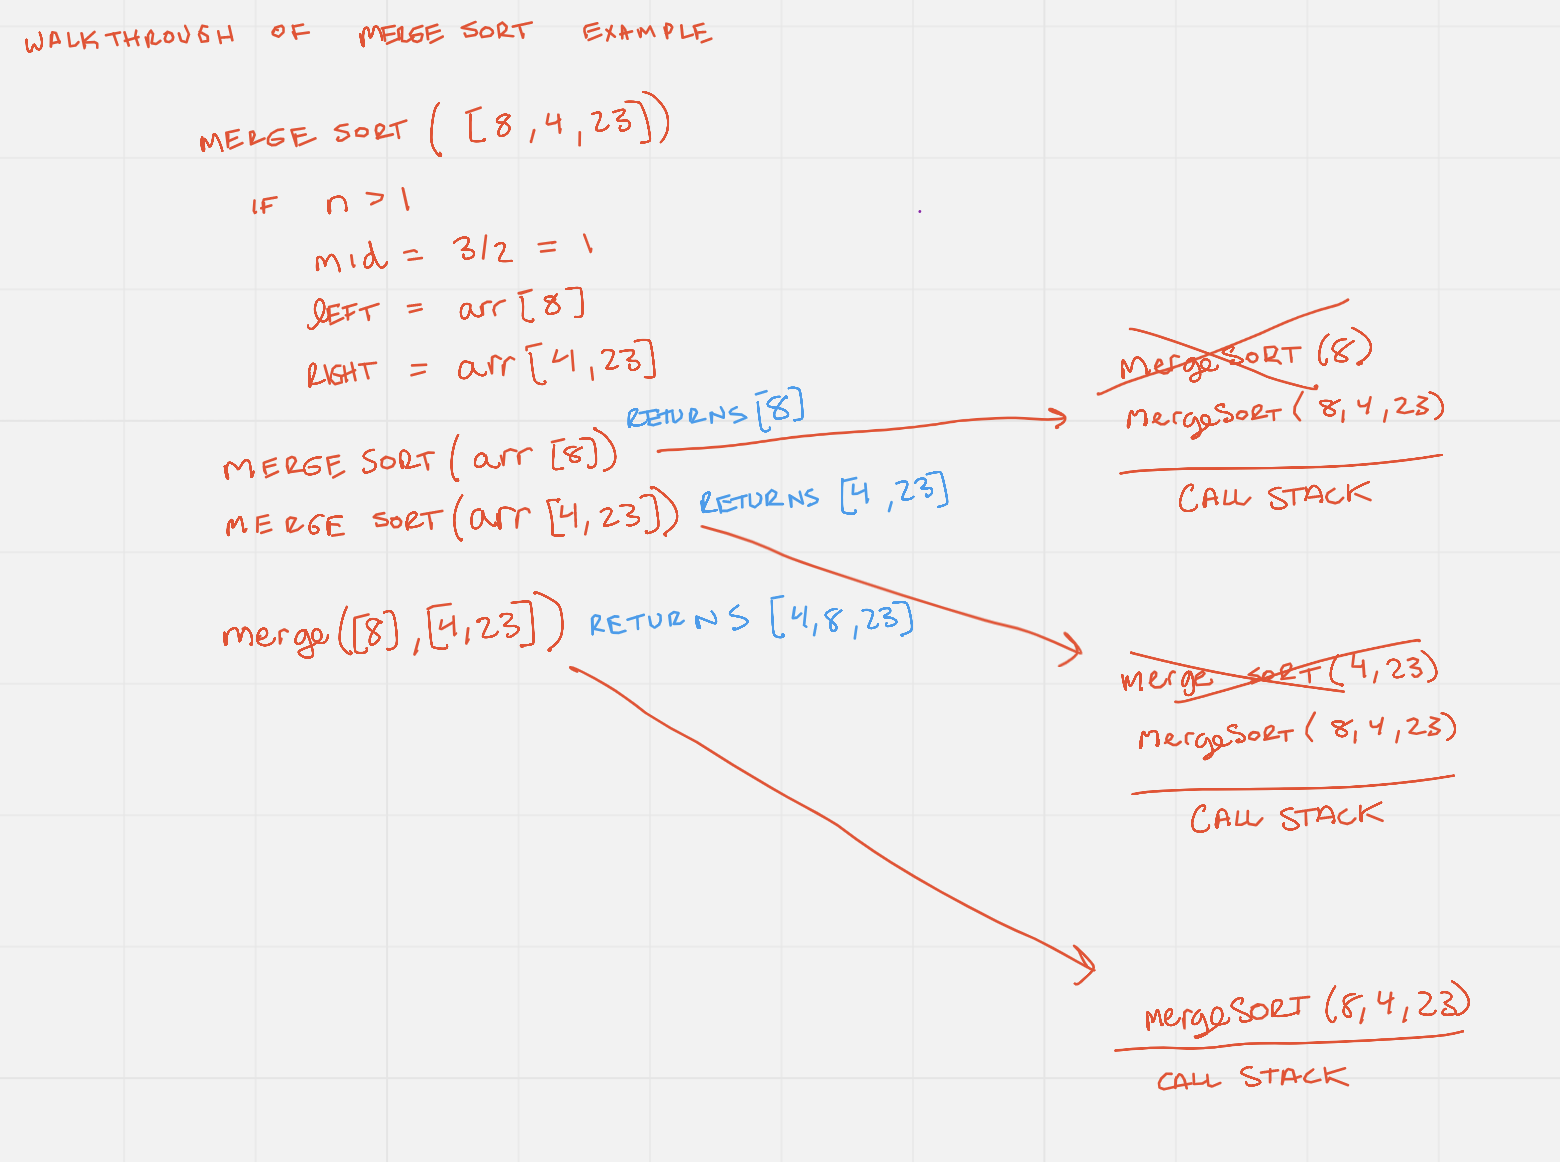 WALKTHROUGH OF MERGE SORT EXAMPLE
MERGE SORT ( [8 , 4 , 23])
IF n > 1
mid = 3/2 = 1
LEFT = arr [8]
RIGHT = arr [4, 23]
RETURNS [8]
MERGE SORT (arr [8])
MERGE SORT (arr [4, 23]) RETURNS [4, 23]
merge([8], [4, 23]) RETURNS [4, 8, 23]
mergeSORT (8)
mergeSORT ( 8, 4, 23)
CALL STACK
merge SORT (4, 23)
mergeSORT ( 8, 4, 23)
CALL STACK
mergeSORT (8, 4, 23)
CALL STACK